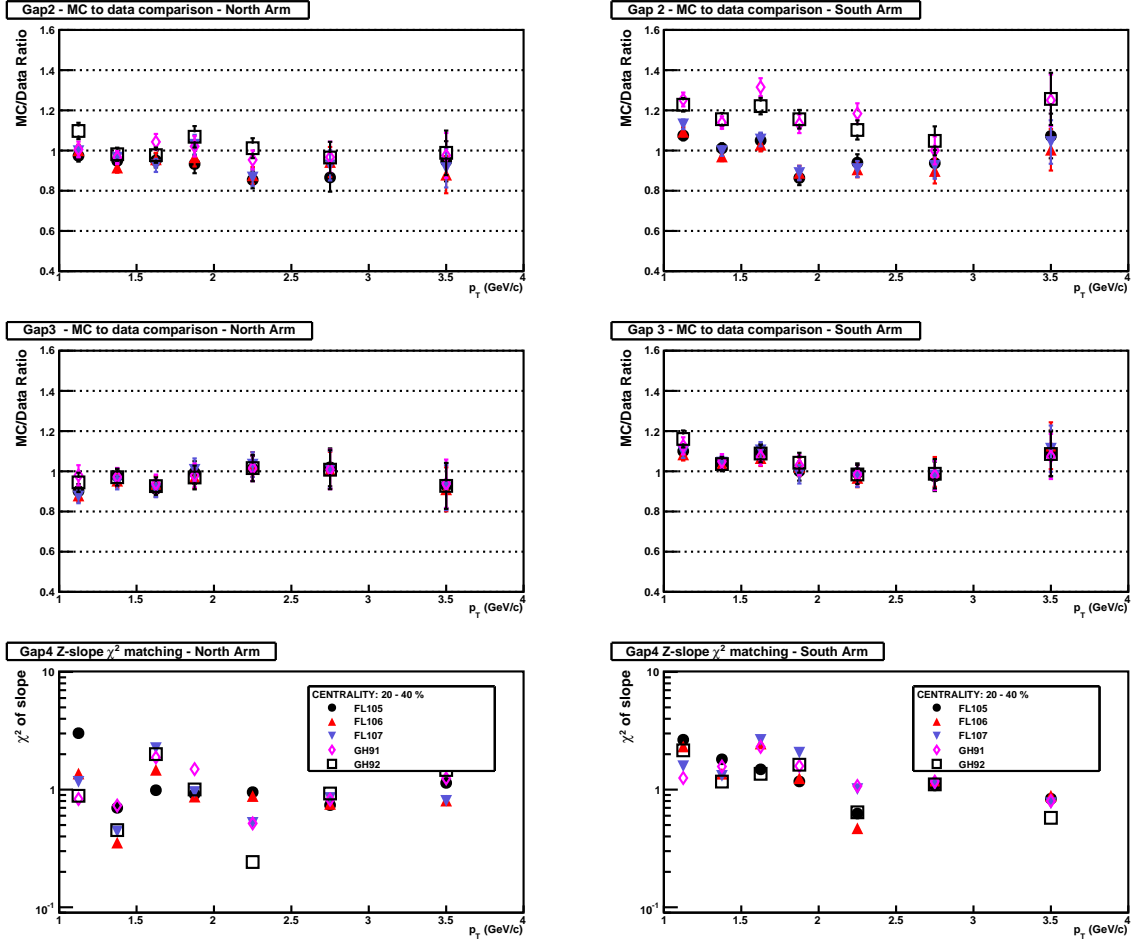 Gap2 - MC to data comparison - North Arm
MC/Data Ratio
1.6
1.4
1.2
1
0.8
0.6
0.4
1 1.5 2 2.5 3 3.5 4
p_T (GeV/c)
Gap 2 - MC to data comparison - South Arm
MC/Data Ratio
1.6
1.4
1.2
1
0.8
0.6
0.4
1 1.5 2 2.5 3 3.5 4
p_T (GeV/c)
Gap3 - MC to data comparison - North Arm
MC/Data Ratio
1.6
1.4
1.2
1
0.8
0.6
0.4
1 1.5 2 2.5 3 3.5 4
p_T (GeV/c)
Gap 3 - MC to data comparison - South Arm
MC/Data Ratio
1.6
1.4
1.2
1
0.8
0.6
0.4
1 1.5 2 2.5 3 3.5 4
p_T (GeV/c)
Gap4 Z-slope χ² matching - North Arm
χ² of slope
10
1
10⁻¹
CENTRALITY: 20 - 40 %
FL105
FL106
FL107
GH91
GH92
1 1.5 2 2.5 3 3.5 4
p_T (GeV/c)
Gap4 Z-slope χ² matching - South Arm
χ² of slope
10
1
10⁻¹
CENTRALITY: 20 - 40 %
FL105
FL106
FL107
GH91
GH92
1 1.5 2 2.5 3 3.5 4
p_T (GeV/c)